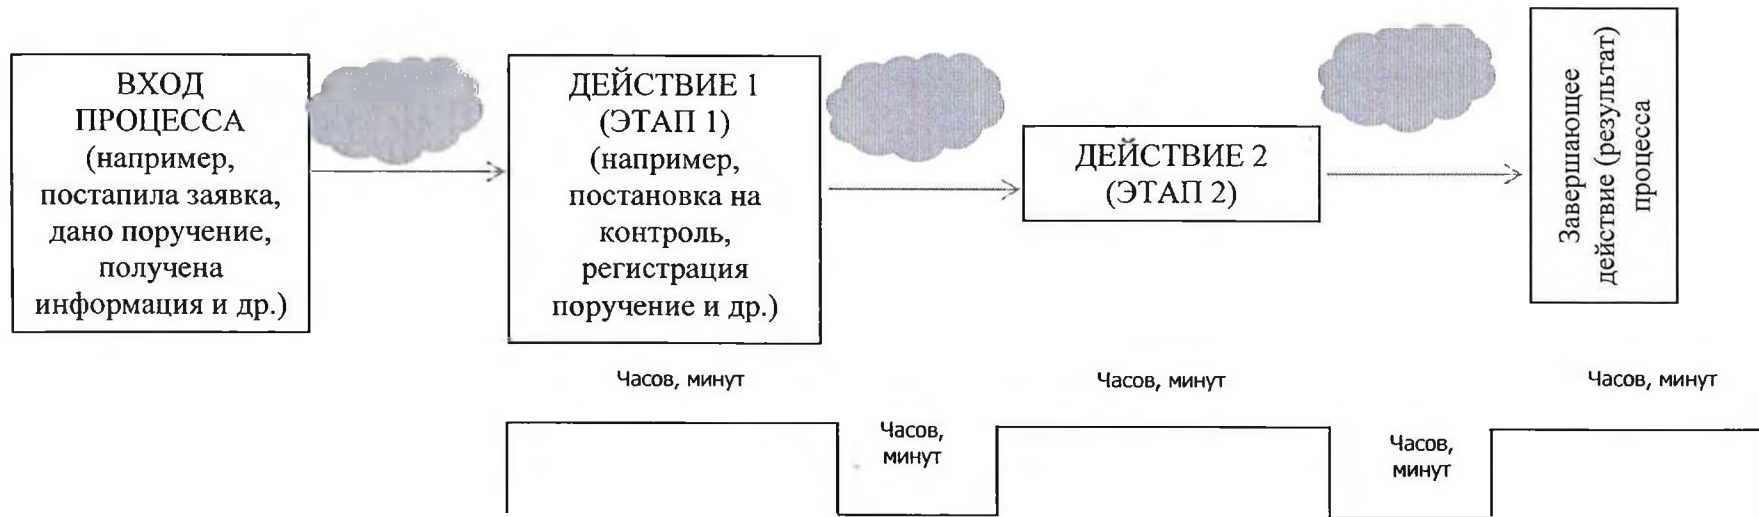 ВХОД
ПРОЦЕССА
(например,
постапила заявка,
дано поручение,
получена
информация и др.)
ДЕЙСТВИЕ 1
(ЭТАП 1)
(например,
постановка на
контроль,
регистрация
поручение и др.)
ДЕЙСТВИЕ 2
(ЭТАП 2)
Завершающее
действие (результат)
процесса
Часов, минут
Часов, минут
Часов, минут
Часов,
минут
Часов,
минут